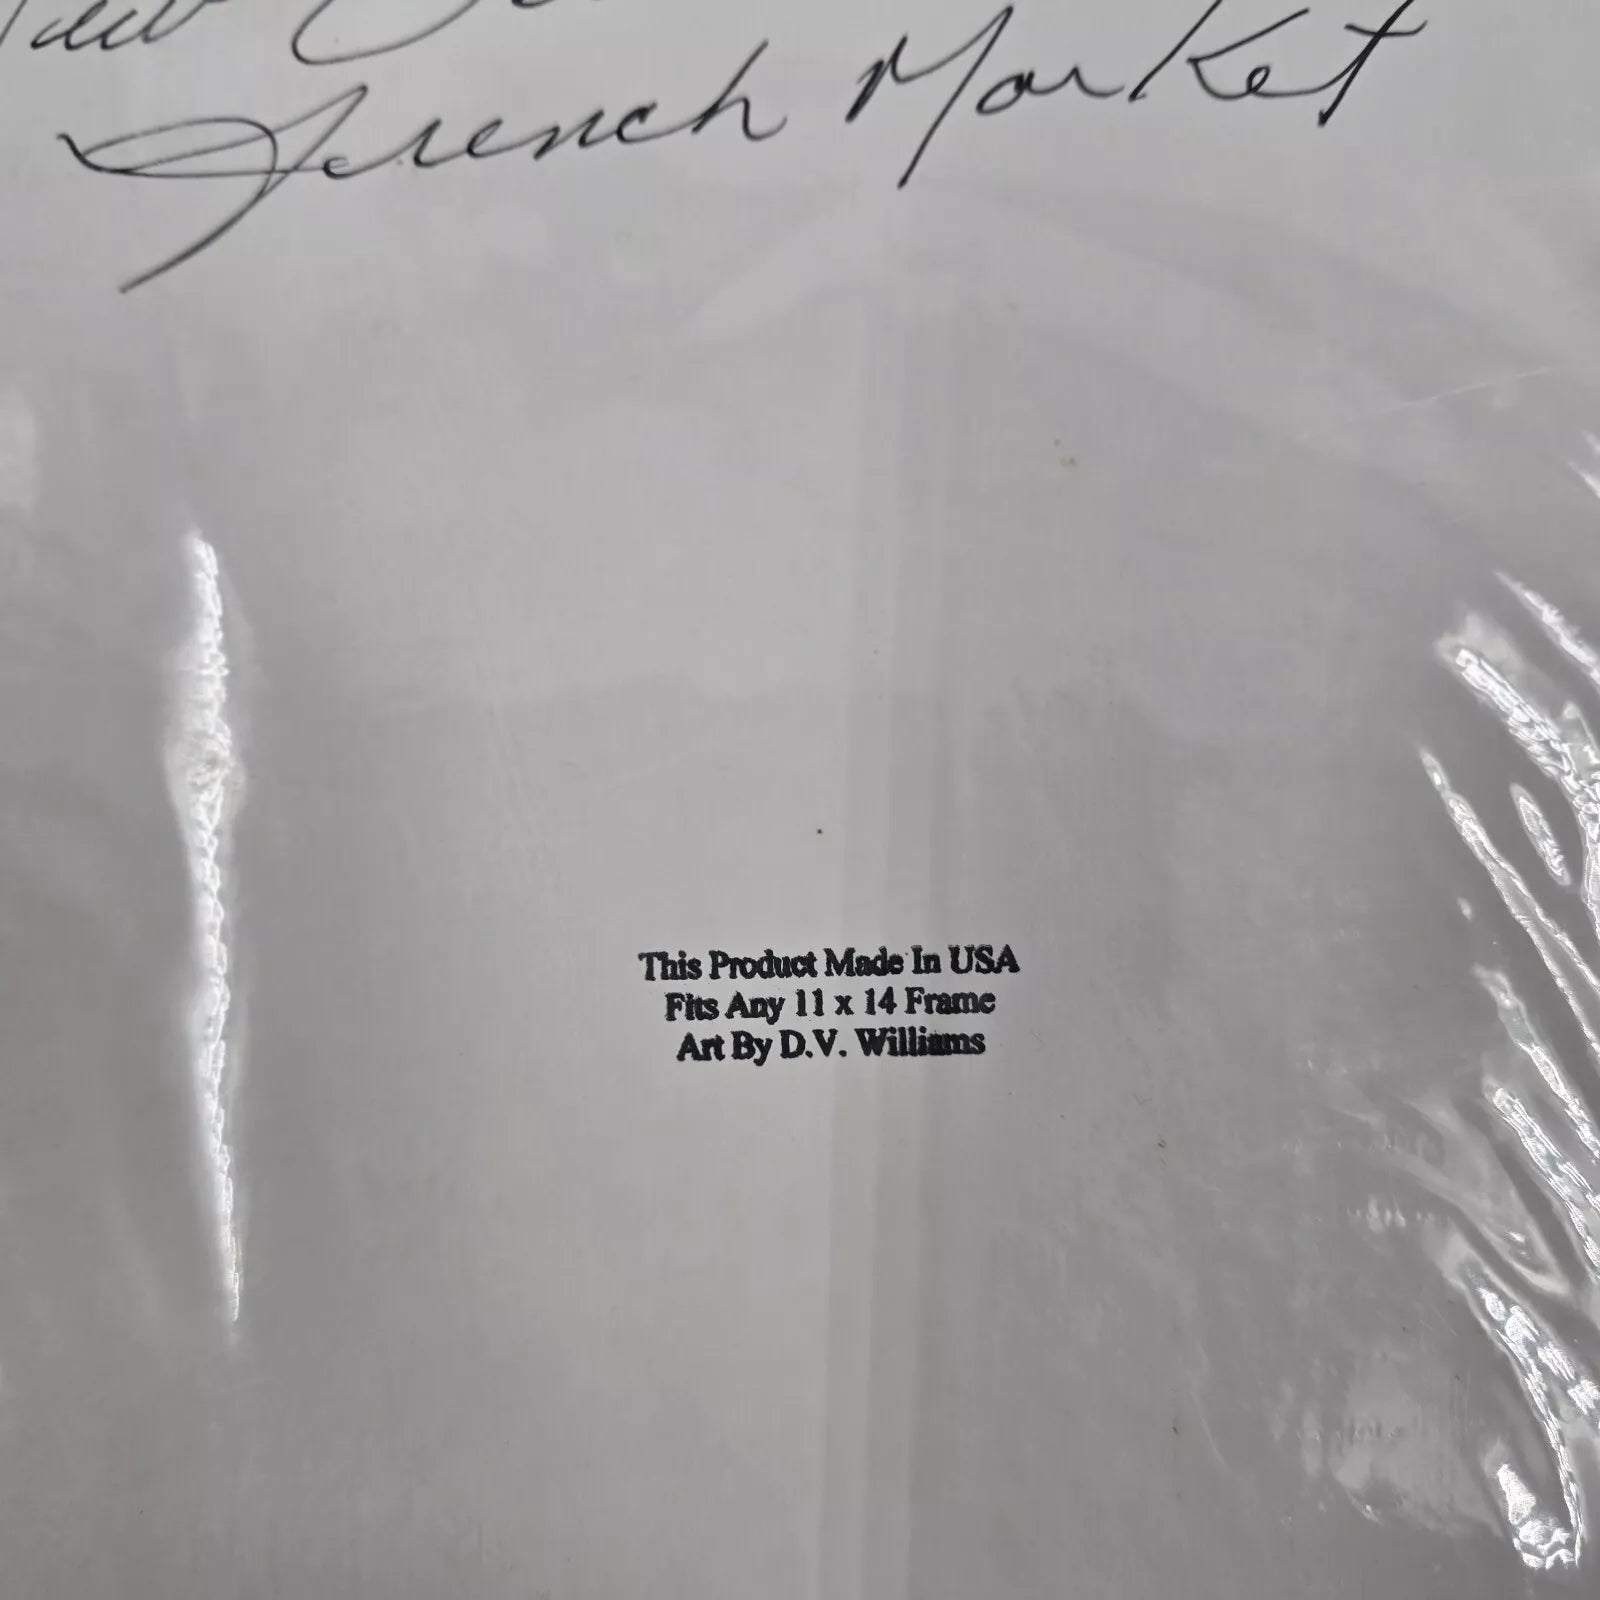 French Market
This Product Made In USA
Fits Any 11 x 14 Frame
Art By D.V. Williams